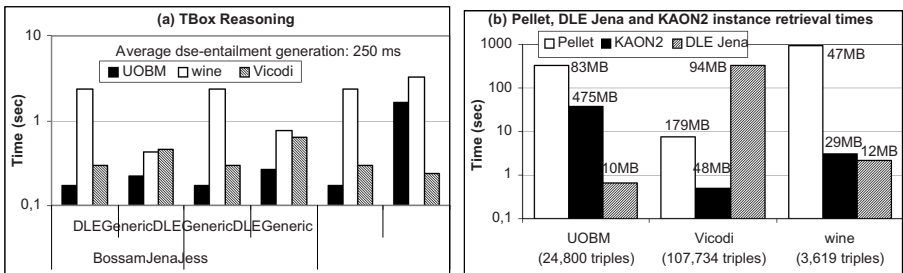 (a) TBox Reasoning
10
1
0,1
Time (sec)
Average dse-entailment generation: 250 ms
UOBM wine Vicodi
DLEGenericDLEGenericDLEGeneric
BossamJenaJess
(b) Pellet, DLE Jena and KAON2 instance retrieval times
1000
100
10
1
0,1
Time (sec)
Pellet KAON2 DLE Jena
83MB
475MB
10MB
179MB
48MB
94MB
47MB
29MB
12MB
UOBM
(24,800 triples)
Vicodi
(107,734 triples)
wine
(3,619 triples)